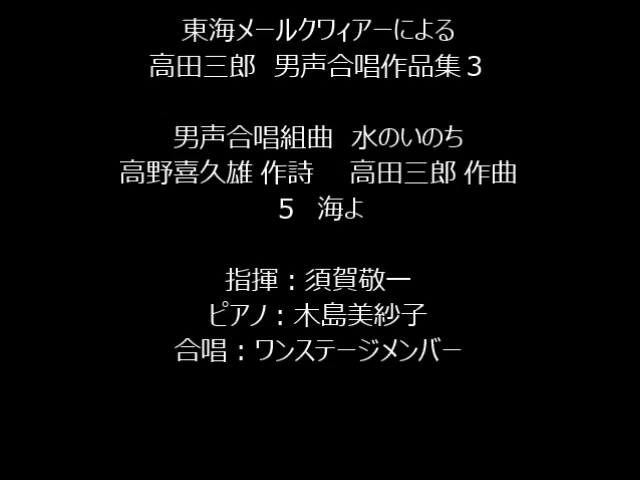 東海メールクワィアーによる
高田三郎　男声合唱作品集３
男声合唱組曲　水のいのち
高野喜久雄 作詩　高田三郎 作曲
5　海よ
指揮：須賀敬一
ピアノ：木島美紗子
合唱：ワンステージメンバー